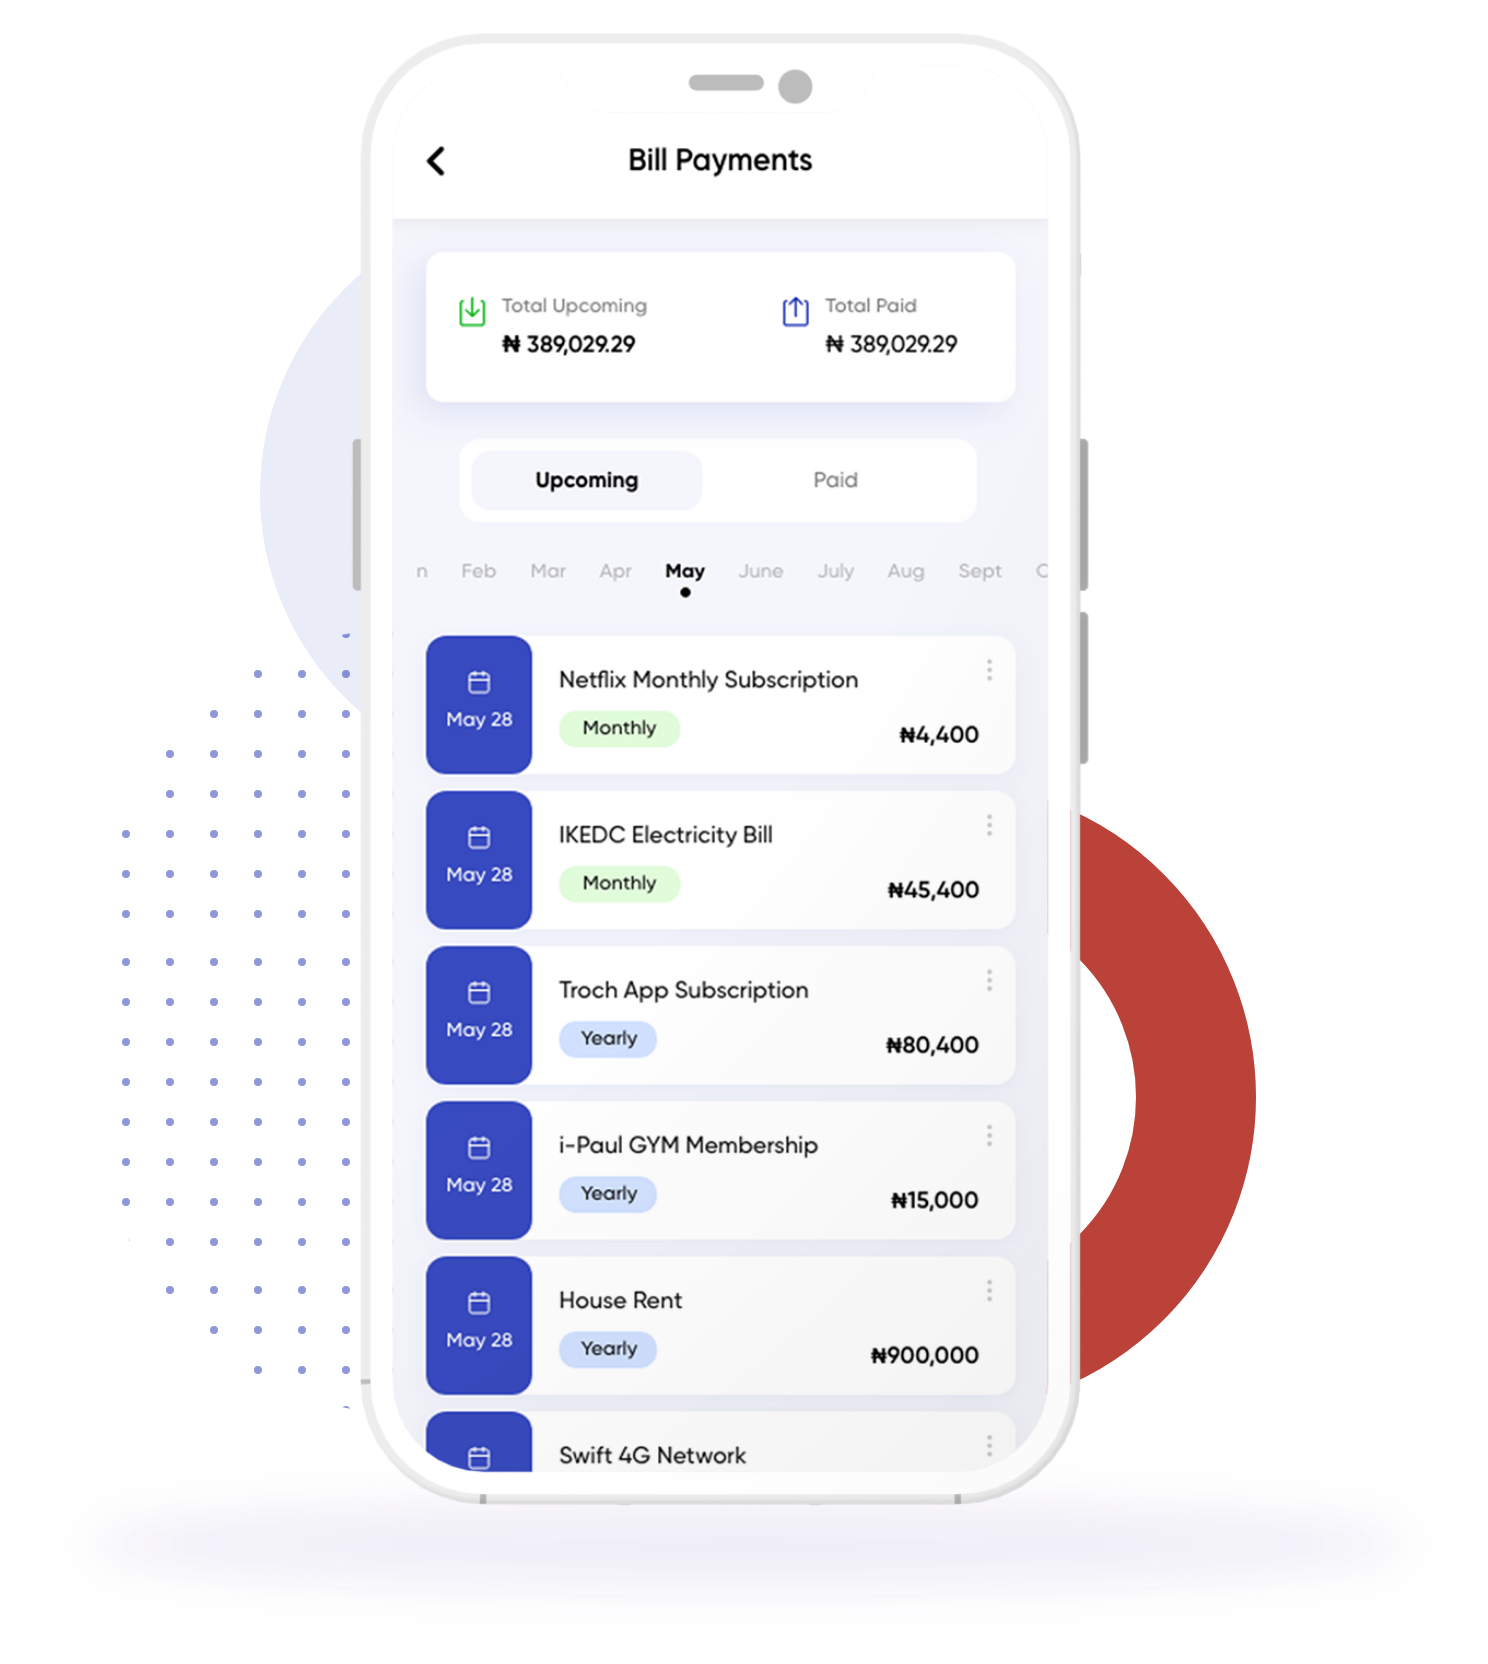 Bill Payments
Total Upcoming
₦ 389,029.29
Total Paid
₦ 389,029.29
Upcoming
Paid
n Feb Mar Apr May June July Aug Sept
Netflix Monthly Subscription
May 28
Monthly
₦4,400
IKEDC Electricity Bill
May 28
Monthly
₦45,400
Troch App Subscription
May 28
Yearly
₦80,400
i-Paul GYM Membership
May 28
Yearly
₦15,000
House Rent
May 28
Yearly
₦900,000
Swift 4G Network